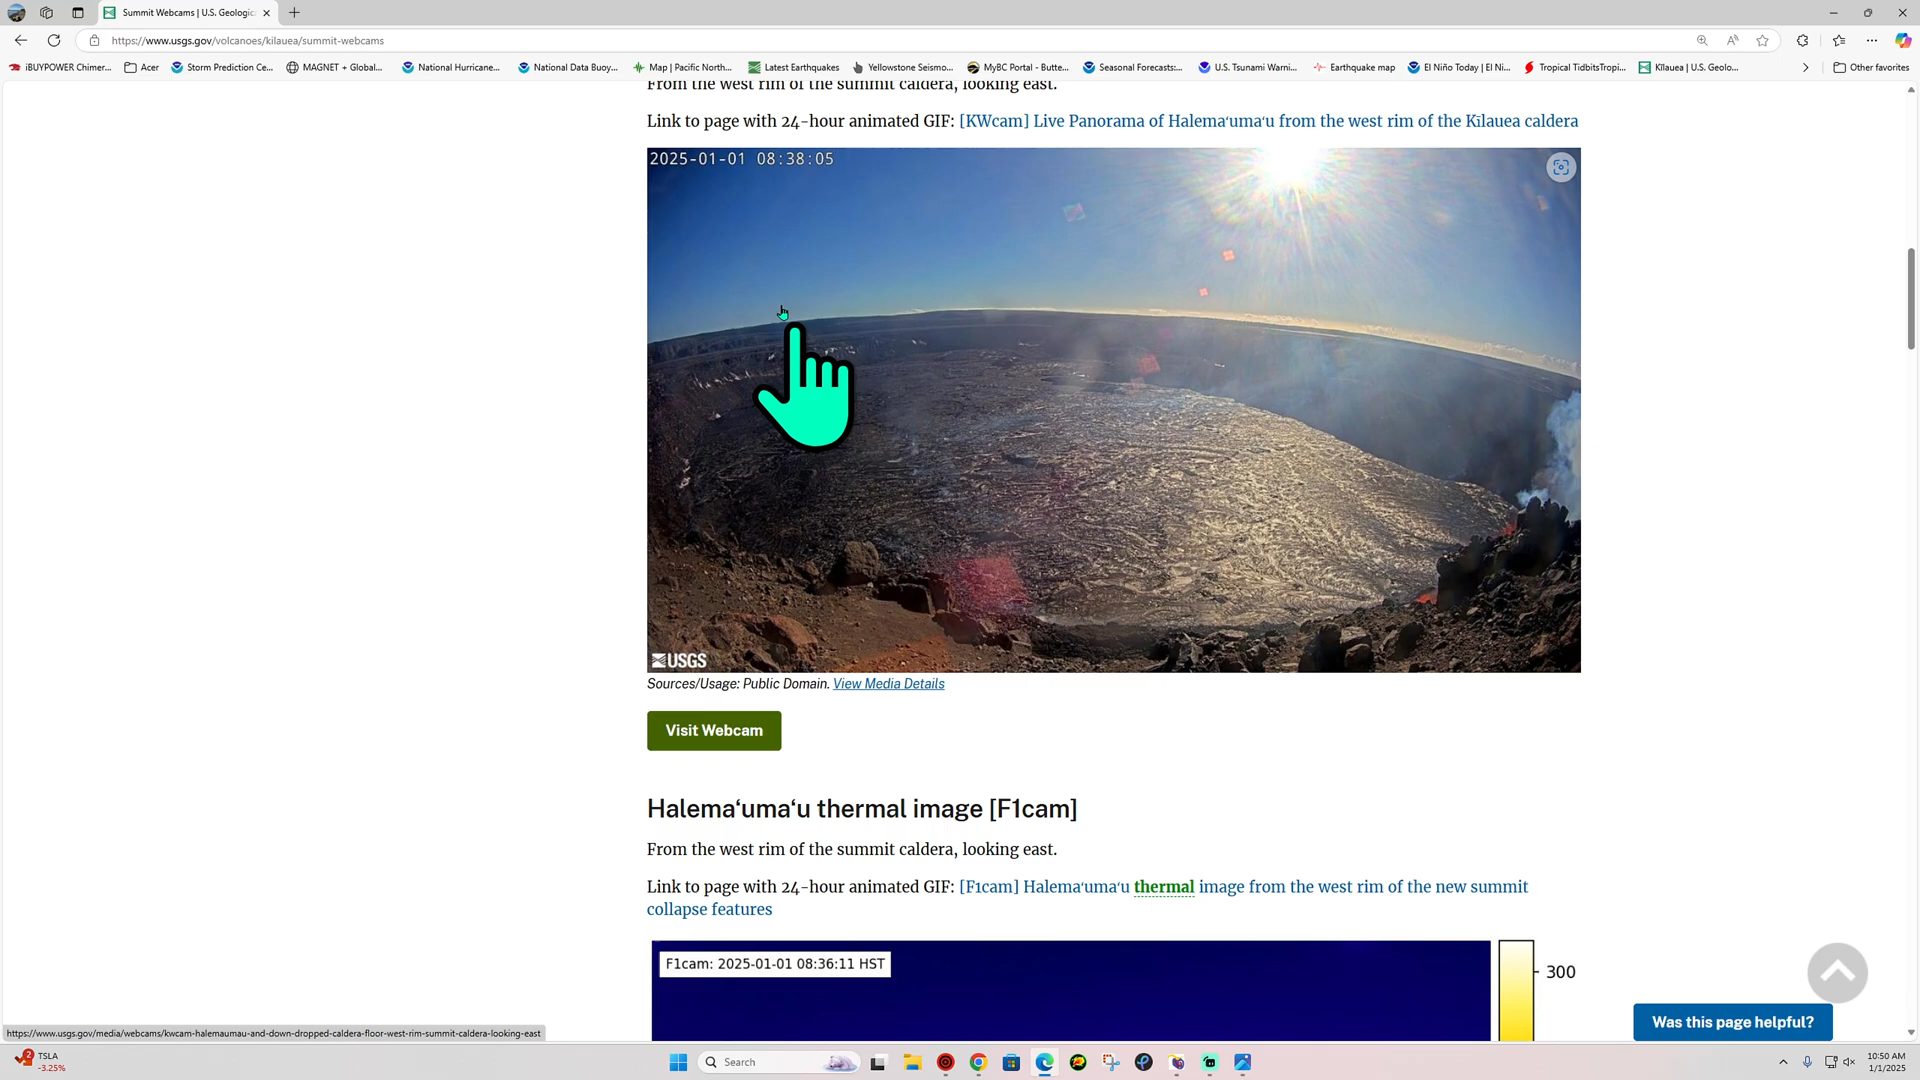 Summit Webcams | U.S. Geologic
https://www.usgs.gov/volcanoes/kilauea/summit-webcams
iBUYPOWER Chimer... Acer Storm Prediction Ce... MAGNET + Global... National Hurricane... National Data Buoy... Map | Pacific North... Latest Earthquakes Yellowstone Seismo... MyBC Portal - Butte... Seasonal Forecasts:... U.S. Tsunami Warni... Earthquake map El Niño Today | El Ni... Tropical TidbitsTropi... Kīlauea | U.S. Geolo... Other favorites
From the west rim of the summit caldera, looking east.
Link to page with 24-hour animated GIF: [KWcam] Live Panorama of Halemaʻumaʻu from the west rim of the Kīlauea caldera
2025-01-01 08:38:05
USGS
Sources/Usage: Public Domain. View Media Details
Visit Webcam
Halemaʻumaʻu thermal image [F1cam]
From the west rim of the summit caldera, looking east.
Link to page with 24-hour animated GIF: [F1cam] Halemaʻumaʻu thermal image from the west rim of the new summit
collapse features
F1cam: 2025-01-01 08:36:11 HST
300
Was this page helpful?
https://www.usgs.gov/media/webcams/kwcam-halemaumau-and-down-dropped-caldera-floor-west-rim-summit-caldera-looking-east
2
TSLA
-3.25%
Search
10:50 AM
1/1/2025